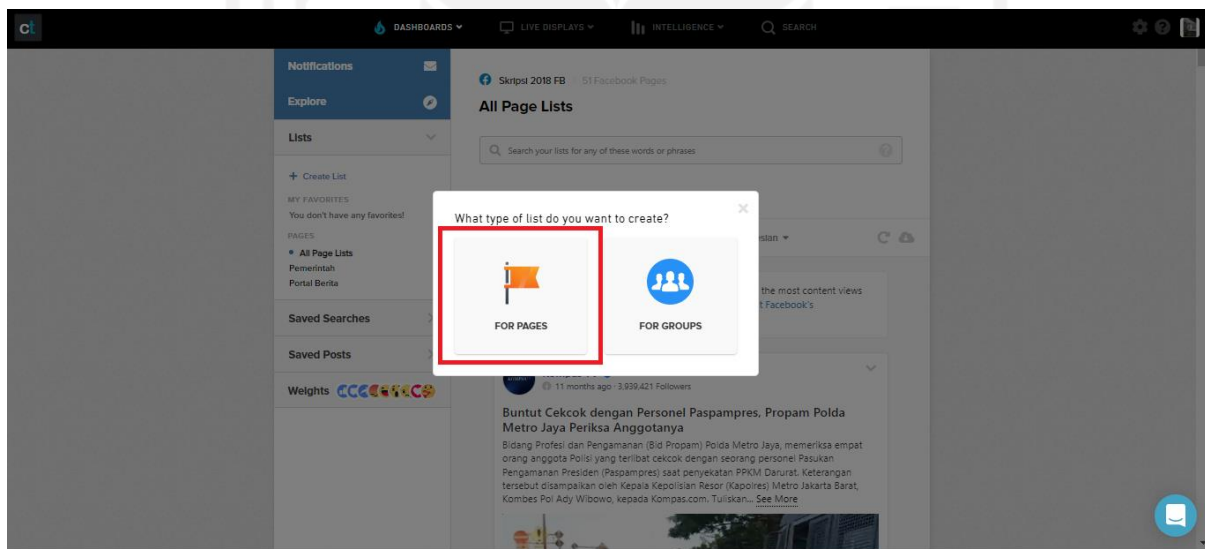 ct
DASHBOARDS
LIVE DISPLAYS
INTELLIGENCE
SEARCH
Notifications
Explore
Lists
+ Create List
MY FAVORITES
You don't have any favorites!
PAGES
All Page Lists
Pemerintah
Portal Berita
Saved Searches
Saved Posts
Weights
Skripsi 2018 FB 51 Facebook Pages
All Page Lists
Search your lists for any of these words or phrases
What type of list do you want to create?
FOR PAGES
FOR GROUPS
the most content views
t Facebook's
11 months ago · 3,939,421 Followers
Buntut Cekcok dengan Personel Paspampres, Propam Polda
Metro Jaya Periksa Anggotanya
Bidang Profesi dan Pengamanan (Bid Propam) Polda Metro Jaya, memeriksa empat
orang anggota Polisi yang terlibat cekcok dengan seorang personel Pasukan
Pengamanan Presiden (Paspampres) saat penyekatan PPKM Darurat. Keterangan
tersebut disampaikan oleh Kepala Kepolisian Resor (Kapolres) Metro Jakarta Barat,
Kombes Pol Ady Wibowo, kepada Kompas.com. Tuliskan... See More